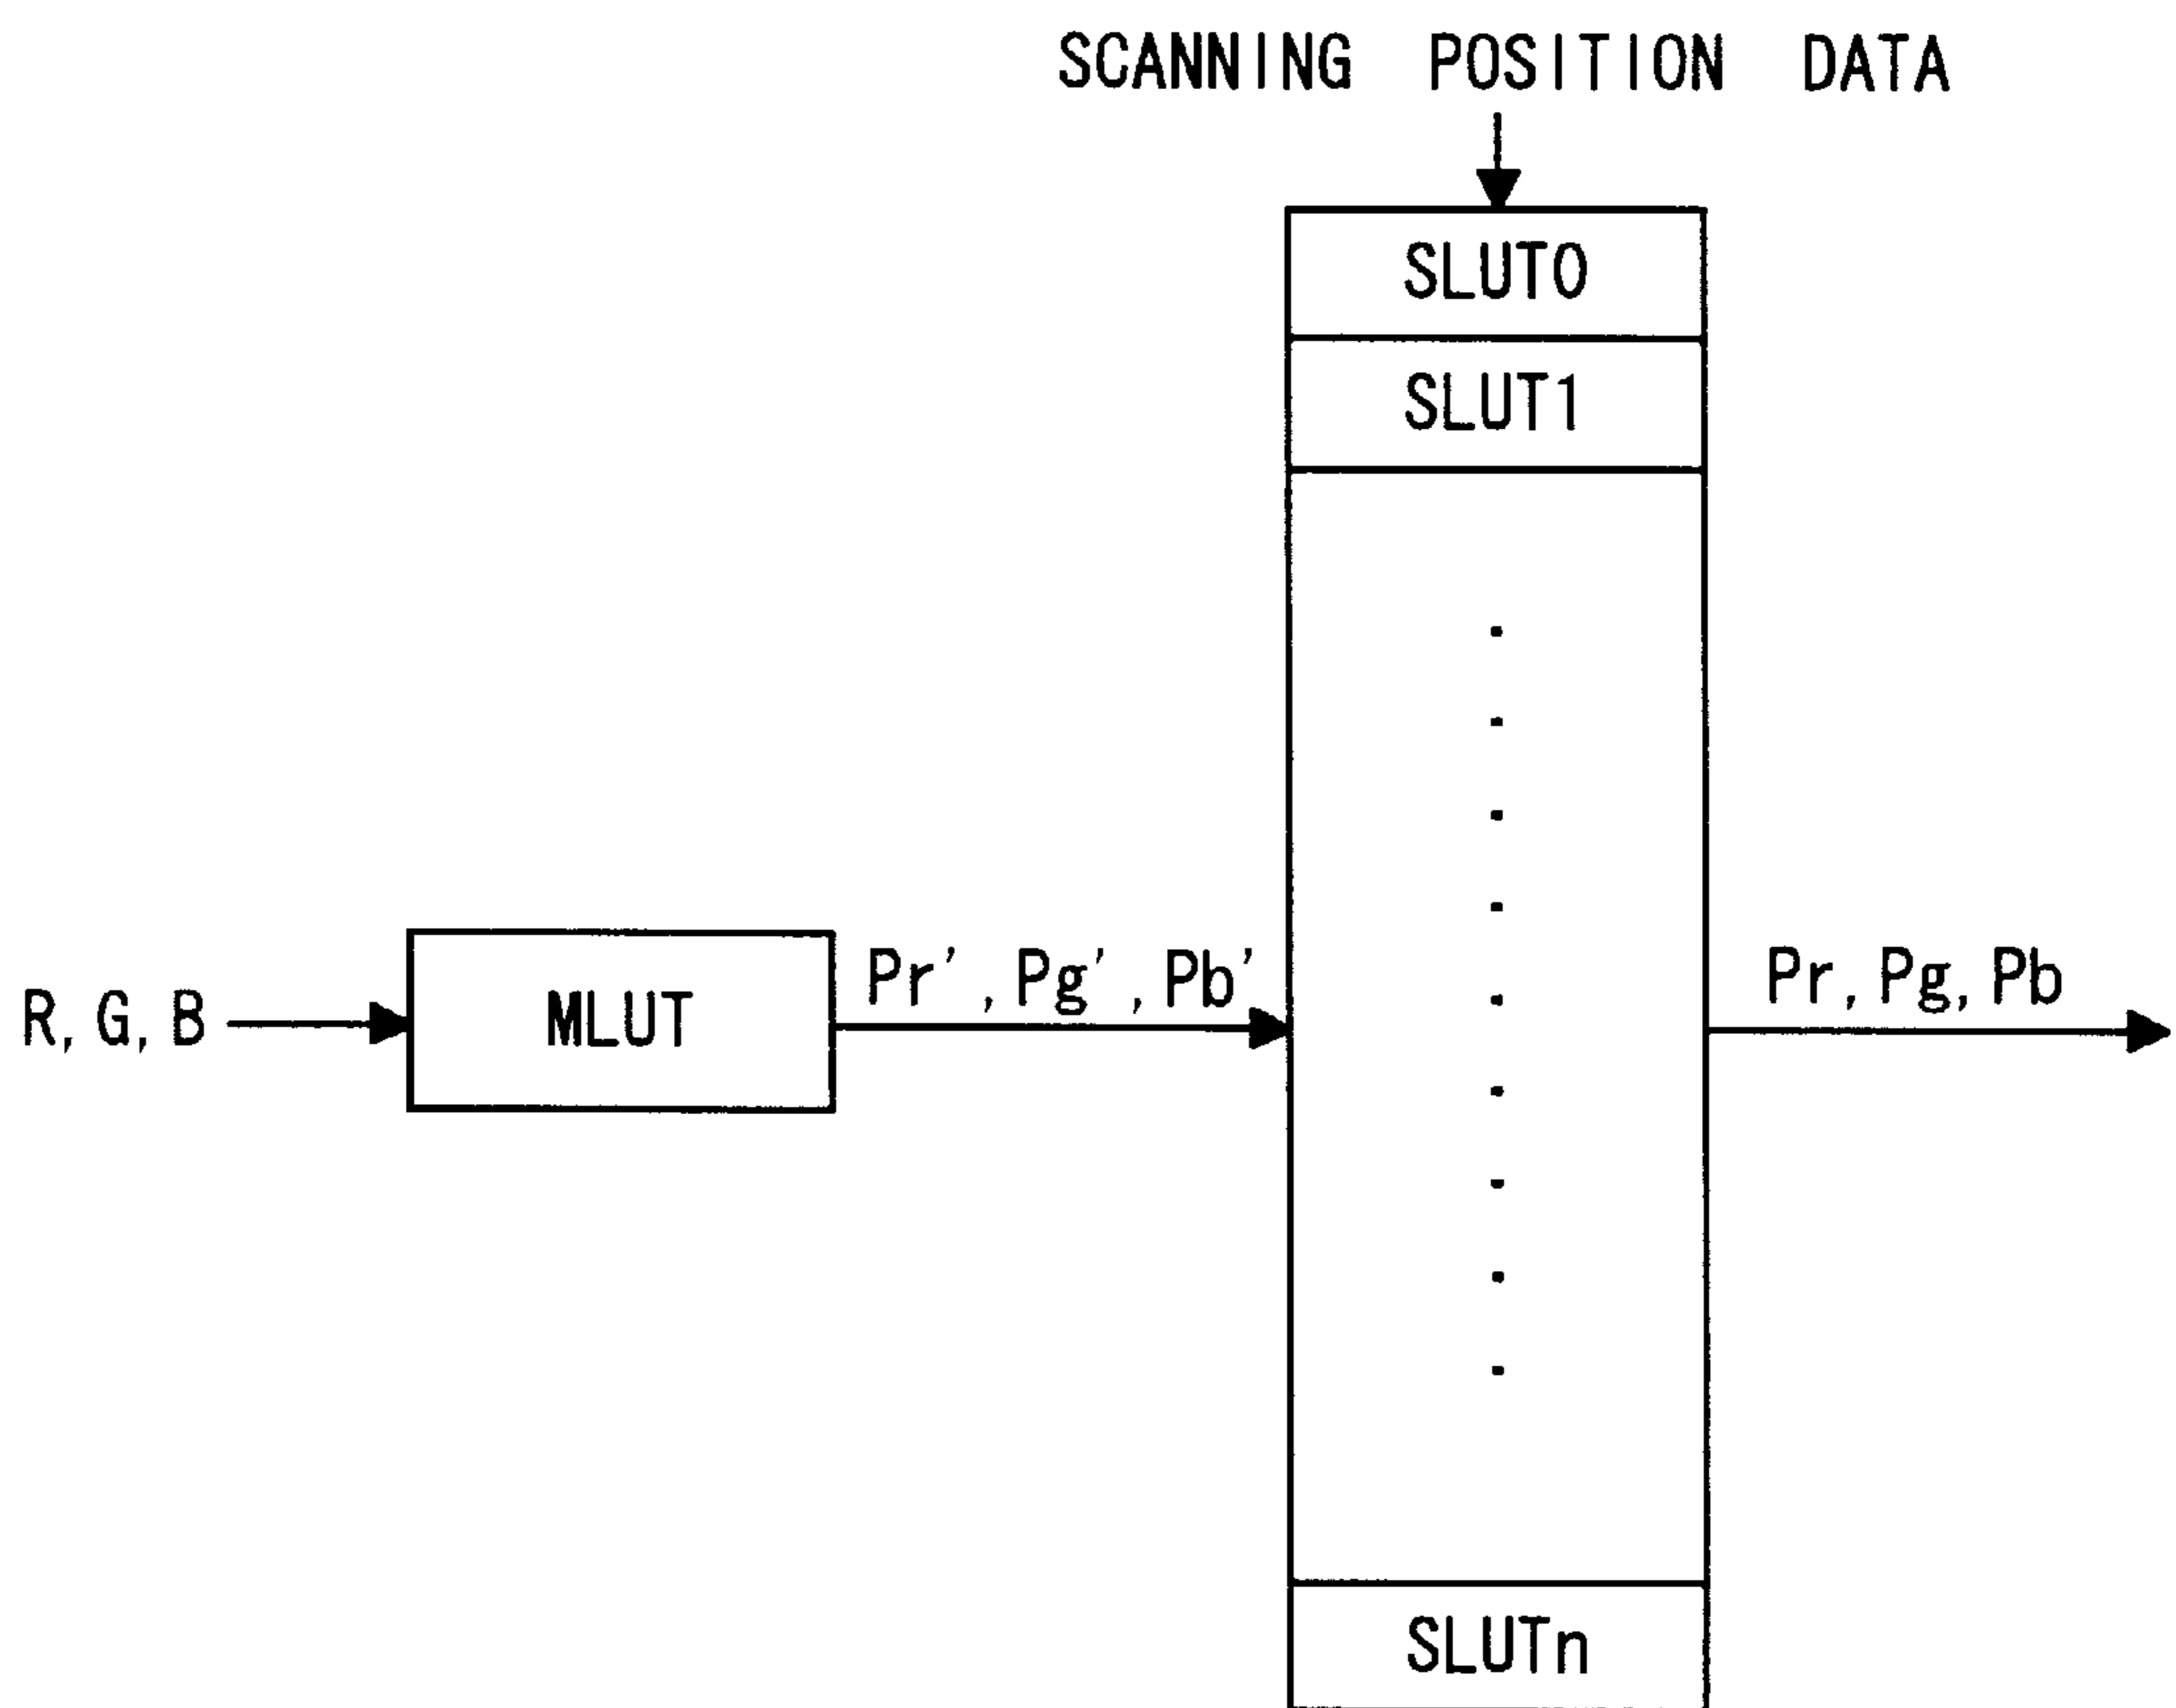 SCANNING POSITION DATA
SLUT0
SLUT1
R, G, B
MLUT
Pr', Pg', Pb'
Pr, Pg, Pb
SLUTn